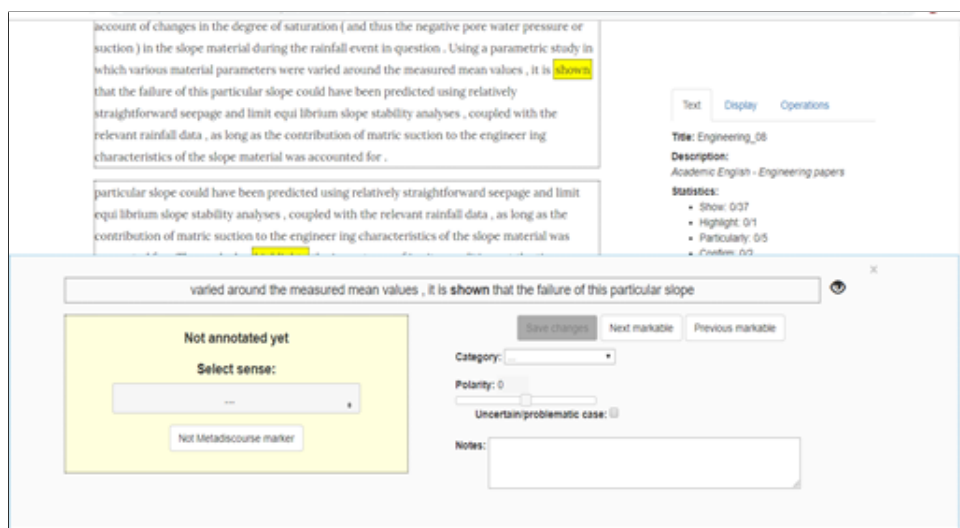 account of changes in the degree of saturation ( and thus the negative pore water pressure or
suction ) in the slope material during the rainfall event in question . Using a parametric study in
which various material parameters were varied around the measured mean values , it is shown
that the failure of this particular slope could have been predicted using relatively
straightforward seepage and limit equi librium slope stability analyses , coupled with the
relevant rainfall data , as long as the contribution of matric suction to the engineer ing
characteristics of the slope material was accounted for .
particular slope could have been predicted using relatively straightforward seepage and limit
equi librium slope stability analyses , coupled with the relevant rainfall data , as long as the
contribution of matric suction to the engineer ing characteristics of the slope material was
Text Display Operations
Title: Engineering_08
Description:
Academic English - Engineering papers
Statistics:
Show: 0/37
Highlight: 0/1
Particularly: 0/5
Confirm: 0/2
x
varied around the measured mean values , it is shown that the failure of this particular slope
Not annotated yet
Select sense:
---
Not Metadiscourse marker
Save changes Next markable Previous markable
Category: ...
Polarity: 0
Uncertain/problematic case:
Notes: